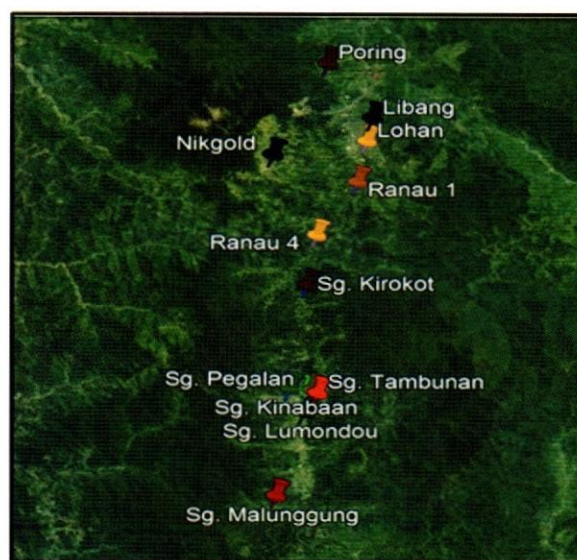 Poring
Libang
Lohan
Nikgold
Ranau 1
Ranau 4
Sg. Kirokot
Sg. Pegalan
Sg. Tambunan
Sg. Kinabaan
Sg. Lumondou
Sg. Malunggung